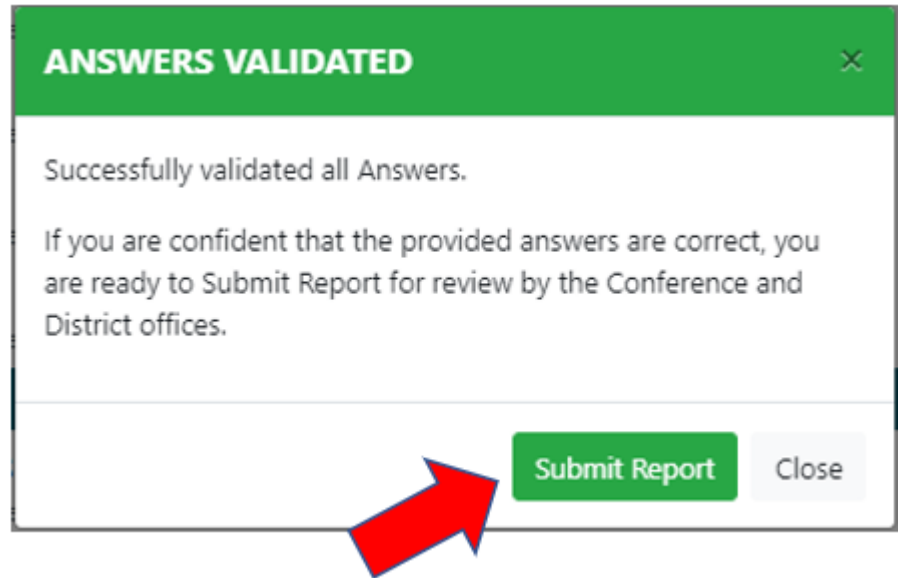 ANSWERS VALIDATED ×
Successfully validated all Answers.
If you are confident that the provided answers are correct, you
are ready to Submit Report for review by the Conference and
District offices.
Submit Report Close